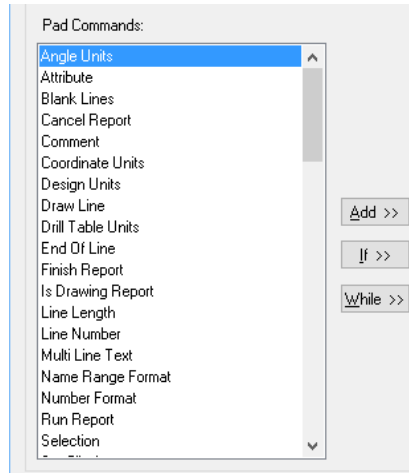 Pad Commands:
Angle Units
Attribute
Blank Lines
Cancel Report
Comment
Coordinate Units
Design Units
Draw Line
Drill Table Units
End Of Line
Finish Report
Is Drawing Report
Line Length
Line Number
Multi Line Text
Name Range Format
Number Format
Run Report
Selection
Add >>
If >>
While >>